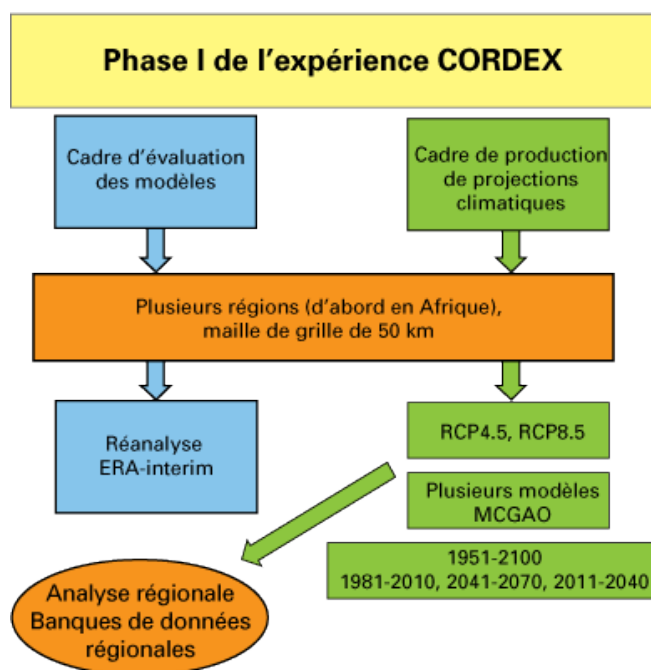 Phase I de l’expérience CORDEX
Cadre d’évaluation
des modèles
Cadre de production
de projections
climatiques
Plusieurs régions (d’abord en Afrique),
maille de grille de 50 km
Réanalyse
ERA-interim
RCP4.5, RCP8.5
Plusieurs modèles
MCGAO
1951-2100
1981-2010, 2041-2070, 2011-2040
Analyse régionale
Banques de données
régionales